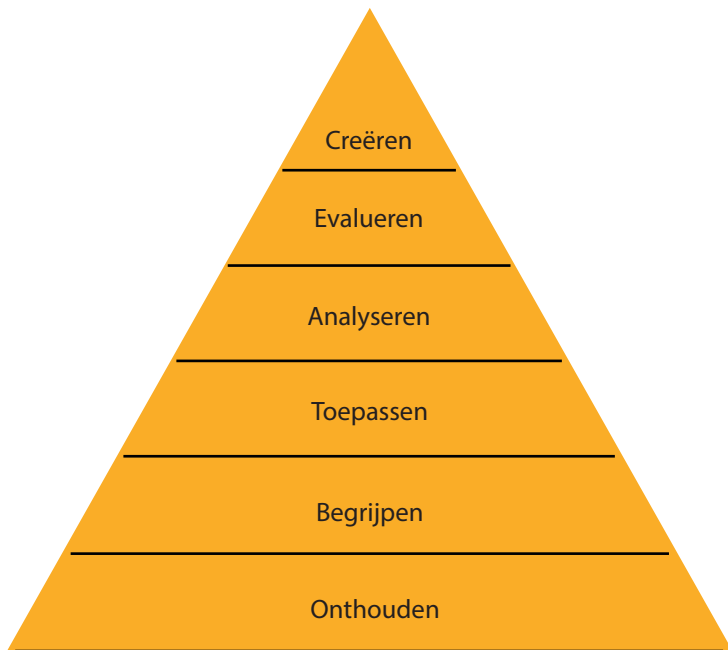 Creëren
Evalueren
Analyseren
Toepassen
Begrijpen
Onthouden